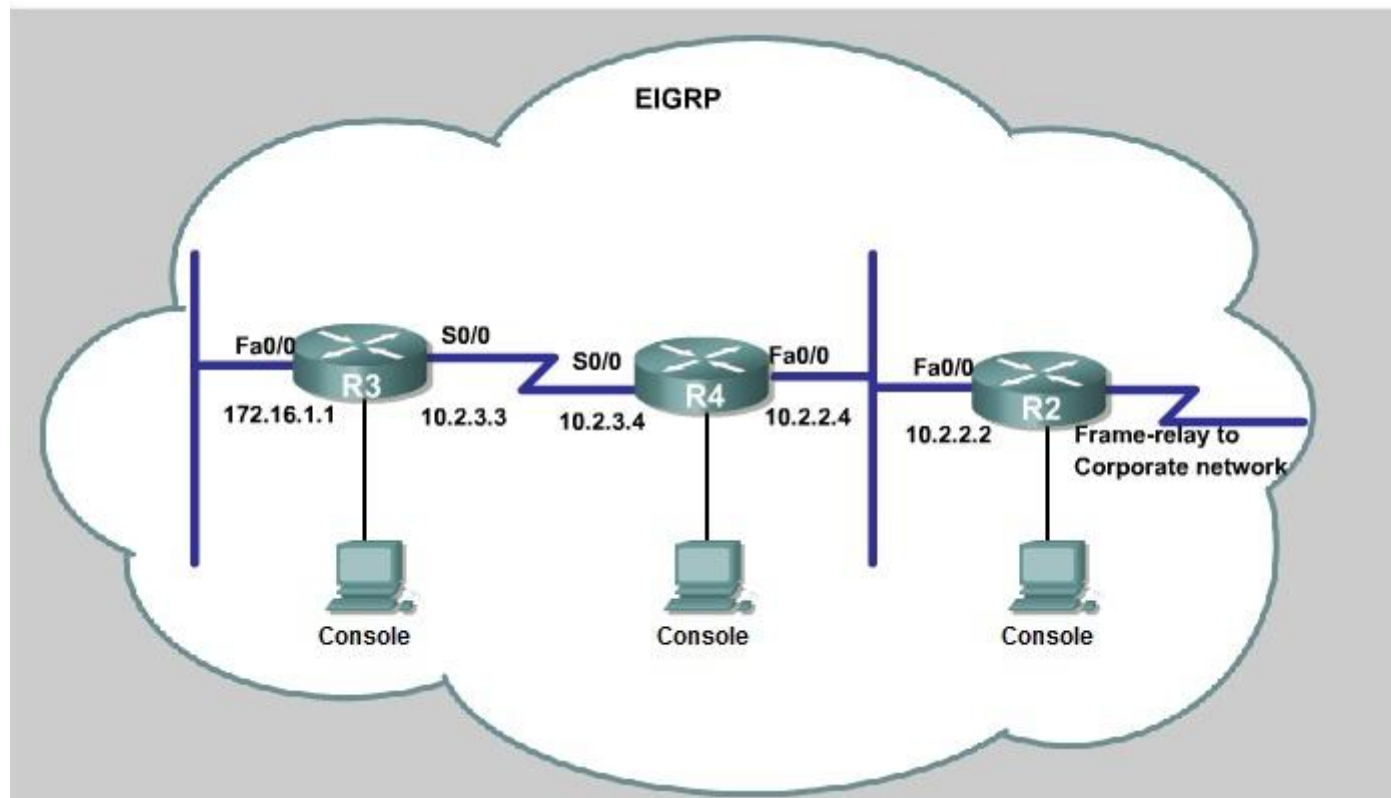 EIGRP
Fa0/0
S0/0
S0/0
Fa0/0
Fa0/0
R3
R4
R2
172.16.1.1
10.2.3.3
10.2.3.4
10.2.2.4
10.2.2.2
Frame-relay to
Corporate network
Console
Console
Console